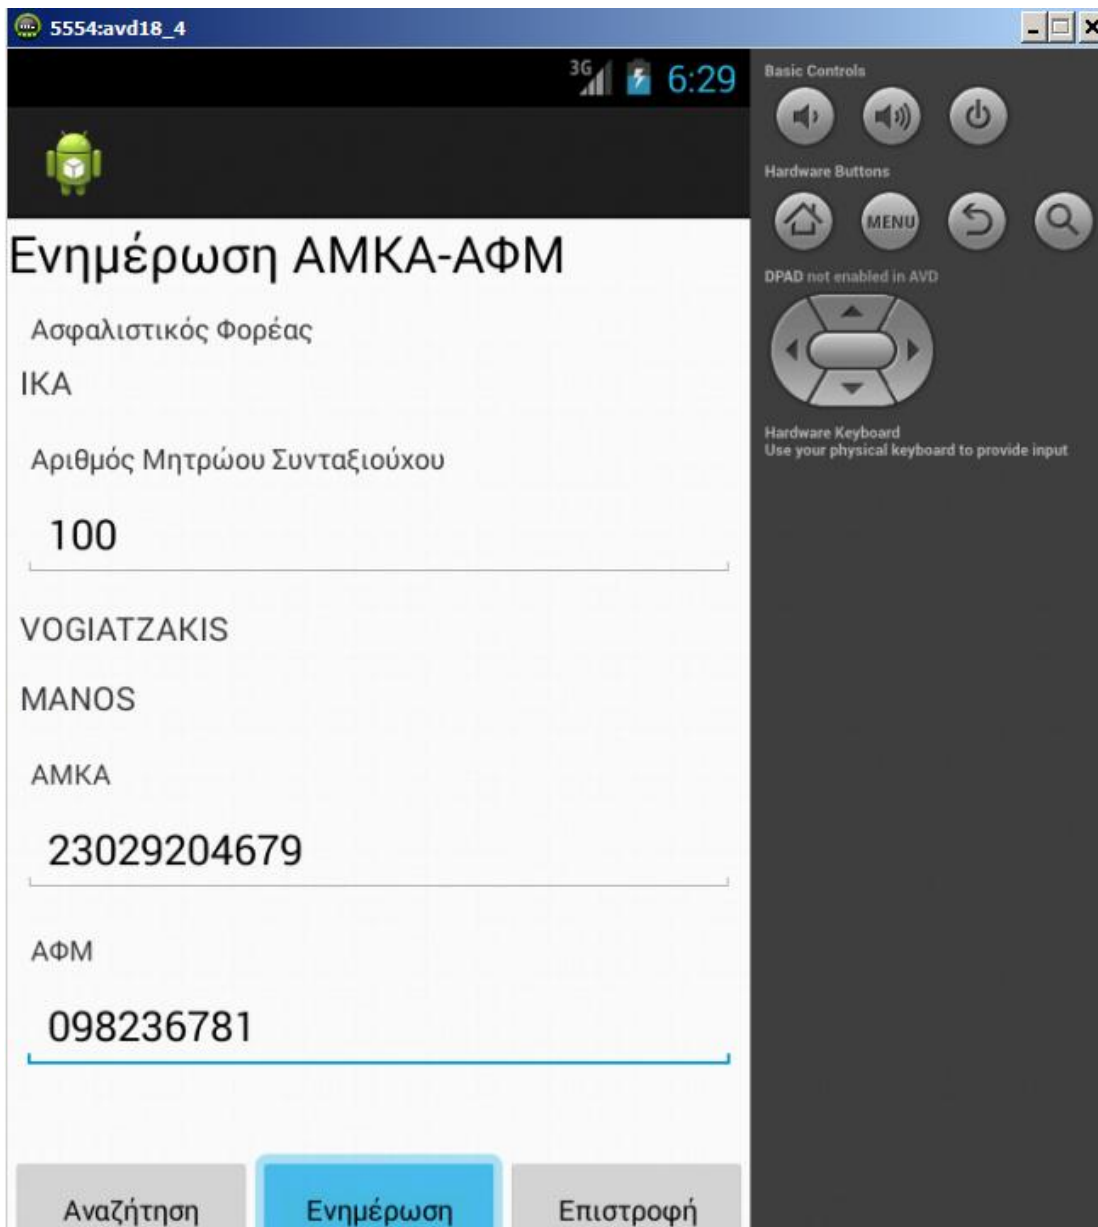 5554:avd18_4
3G 6:29
Ενημέρωση ΑΜΚΑ-ΑΦΜ
Ασφαλιστικός Φορέας
ΙΚΑ
Αριθμός Μητρώου Συνταξιούχου
100
VOGIATZAKIS
MANOS
ΑΜΚΑ
23029204679
ΑΦΜ
098236781
Αναζήτηση Ενημέρωση Επιστροφή
Basic Controls
Hardware Buttons
MENU
DPAD not enabled in AVD
Hardware Keyboard
Use your physical keyboard to provide input